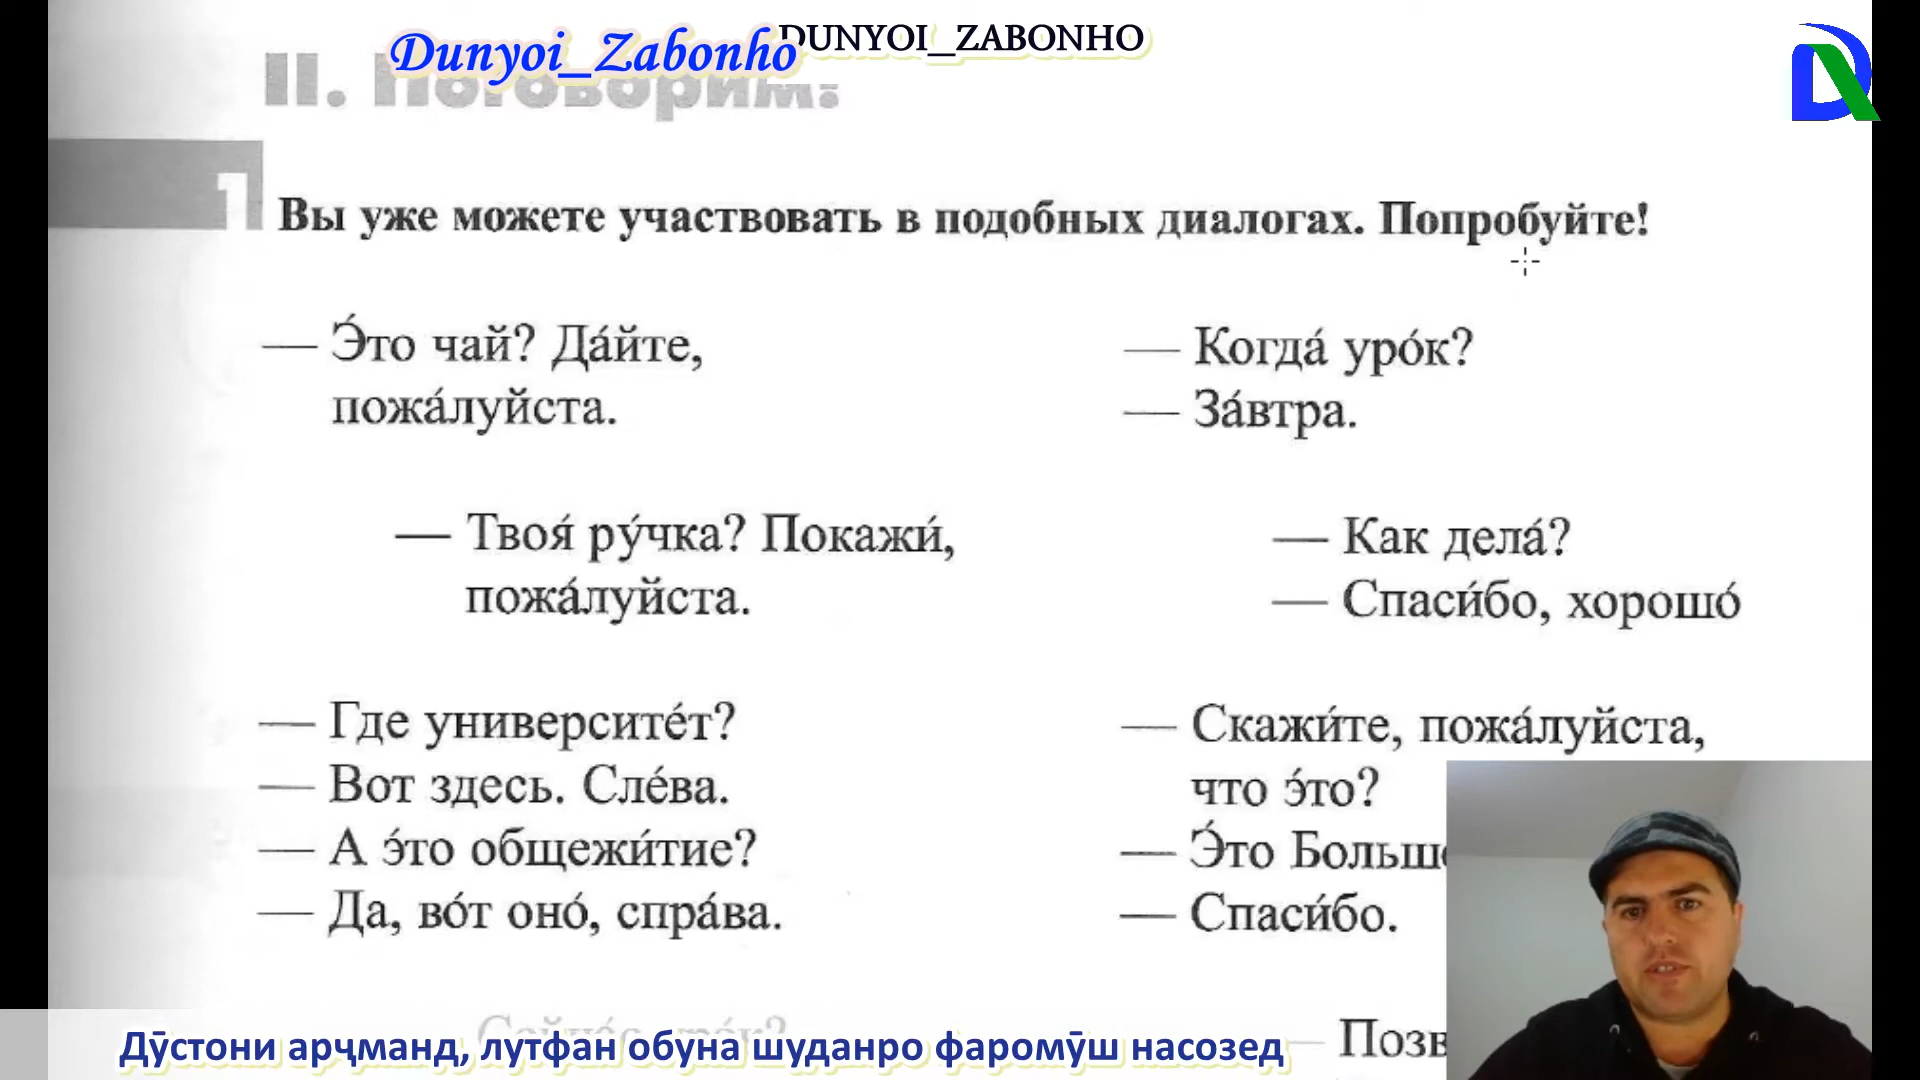 Dunyoi_Zabonho
DUNYOI_ZABONHO
II. Поговорим!
1
Вы уже можете участвовать в подобных диалогах. Попробуйте!
— Э́то чай? Да́йте,
пожа́луйста.
— Твоя́ ру́чка? Покажи́,
пожа́луйста.
— Где университе́т?
— Вот здесь. Сле́ва.
— А э́то общежи́тие?
— Да, во́т оно́, спра́ва.
— Когда́ уро́к?
— За́втра.
— Как дела́?
— Спаси́бо, хорошо́
— Скажи́те, пожа́луйста,
что э́то?
— Э́то
— Спаси́бо.
Дӯстони арҷманд, лутфан обуна шуданро фаромӯш насозед